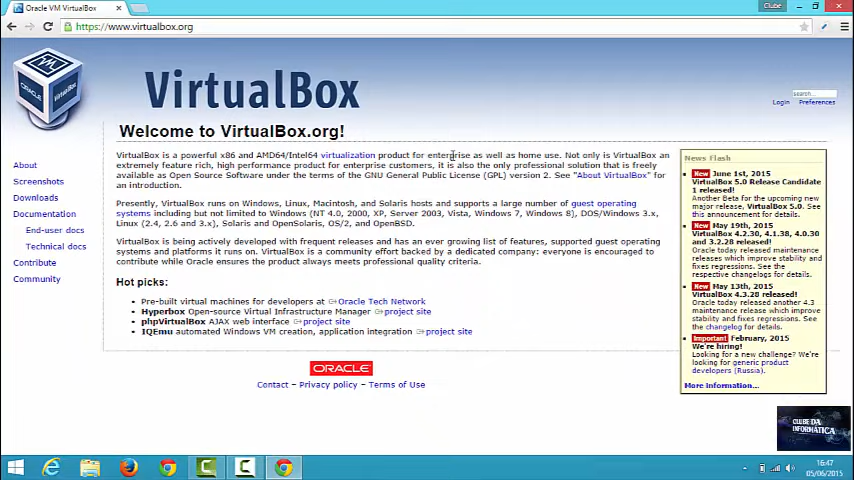 Oracle VM VirtualBox
Clube
https://www.virtualbox.org
ORACLE
VirtualBox
VirtualBox
search...
Login Preferences
Welcome to VirtualBox.org!
About
Screenshots
Downloads
Documentation
End-user docs
Technical docs
Contribute
Community
VirtualBox is a powerful x86 and AMD64/Intel64 virtualization product for enterprise as well as home use. Not only is VirtualBox an
extremely feature rich, high performance product for enterprise customers, it is also the only professional solution that is freely
available as Open Source Software under the terms of the GNU General Public License (GPL) version 2. See "About VirtualBox" for
an introduction.
Presently, VirtualBox runs on Windows, Linux, Macintosh, and Solaris hosts and supports a large number of guest operating
systems including but not limited to Windows (NT 4.0, 2000, XP, Server 2003, Vista, Windows 7, Windows 8), DOS/Windows 3.x,
Linux (2.4, 2.6 and 3.x), Solaris and OpenSolaris, OS/2, and OpenBSD.
VirtualBox is being actively developed with frequent releases and has an ever growing list of features, supported guest operating
systems and platforms it runs on. VirtualBox is a community effort backed by a dedicated company: everyone is encouraged to
contribute while Oracle ensures the product always meets professional quality criteria.
Hot picks:
• Pre-built virtual machines for developers at Oracle Tech Network
• Hyperbox Open-source Virtual Infrastructure Manager project site
• phpVirtualBox AJAX web interface project site
• IQEmu automated Windows VM creation, application integration project site
News Flash
• New June 1st, 2015
VirtualBox 5.0 Release Candidate
1 released!
Another Beta for the upcoming new
major release, VirtualBox 5.0. See
this announcement for details.
• New May 19th, 2015
VirtualBox 4.2.30, 4.1.38, 4.0.30
and 3.2.28 released!
Oracle today released maintenance
releases which improve stability and
fixes regressions. See the
respective changelogs for details.
• New May 13th, 2015
VirtualBox 4.3.28 released!
Oracle today released another 4.3
maintenance release which improve
stability and fixes regressions. See
the changelog for details.
• Important February, 2015
We're hiring!
Looking for a new challenge? We're
looking for generic product
developers (Russia).
More information...
ORACLE
Contact – Privacy policy – Terms of Use
CLUBE DA
INFORMÁTICA
16:47
05/06/2015